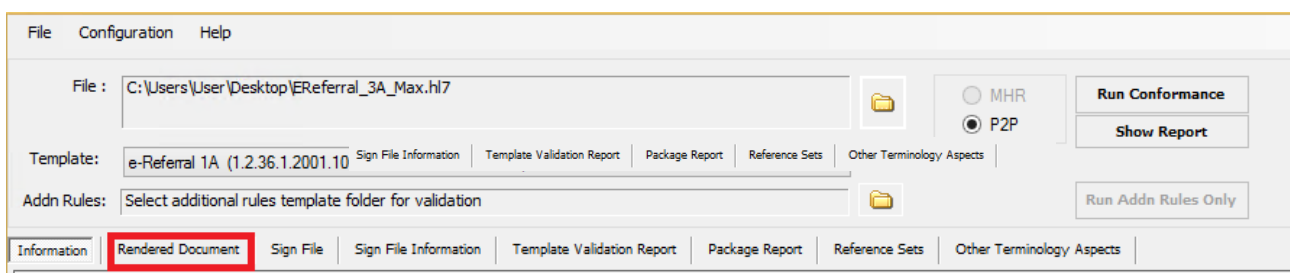 File Configuration Help
File : C:\Users\User\Desktop\EReferral_3A_Max.hl7
MHR
Run Conformance
P2P
Show Report
Template: e-Referral 1A (1.2.36.1.2001.10
Sign File Information Template Validation Report Package Report Reference Sets Other Terminology Aspects
Addn Rules: Select additional rules template folder for validation
Run Addn Rules Only
Information Rendered Document Sign File Sign File Information Template Validation Report Package Report Reference Sets Other Terminology Aspects